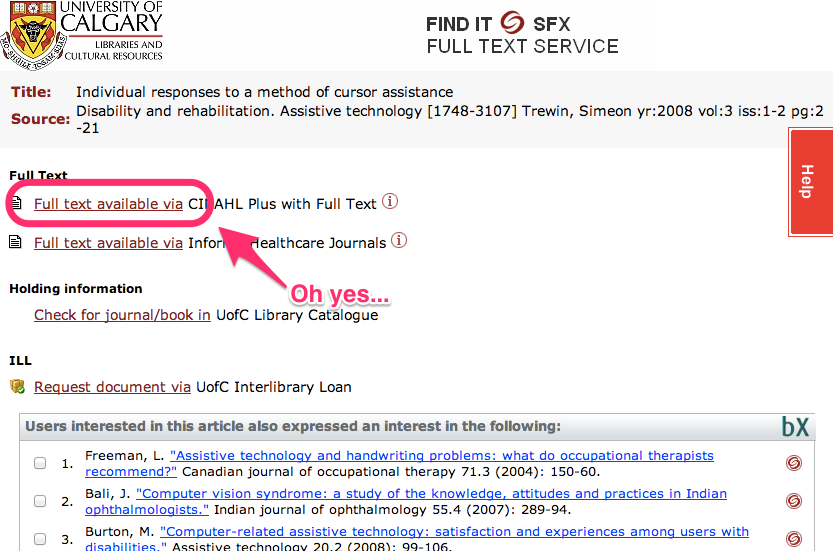 UNIVERSITY OF
CALGARY
LIBRARIES AND
CULTURAL RESOURCES
FIND IT SFX
FULL TEXT SERVICE
Title: Individual responses to a method of cursor assistance
Source: Disability and rehabilitation. Assistive technology [1748-3107] Trewin, Simeon yr:2008 vol:3 iss:1-2 pg:2
-21
Help
Full Text
Full text available via CINAHL Plus with Full Text
Full text available via Informa Healthcare Journals
Oh yes...
Holding information
Check for journal/book in UofC Library Catalogue
ILL
Request document via UofC Interlibrary Loan
Users interested in this article also expressed an interest in the following:
bX
1. Freeman, L. "Assistive technology and handwriting problems: what do occupational therapists
recommend?" Canadian journal of occupational therapy 71.3 (2004): 150-60.
2. Bali, J. "Computer vision syndrome: a study of the knowledge, attitudes and practices in Indian
ophthalmologists." Indian journal of ophthalmology 55.4 (2007): 289-94.
3. Burton, M. "Computer-related assistive technology: satisfaction and experiences among users with
disabilities." Assistive technology 20.2 (2008): 99-106.